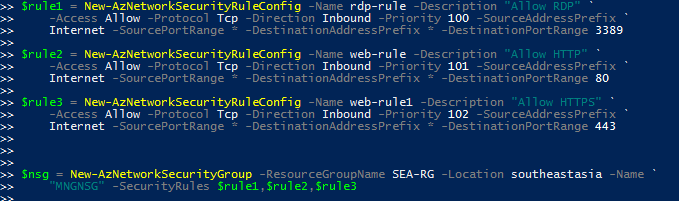 >> $rule1 = New-AzNetworkSecurityRuleConfig -Name rdp-rule -Description "Allow RDP" `
>>     -Access Allow -Protocol Tcp -Direction Inbound -Priority 100 -SourceAddressPrefix `
>>     Internet -SourcePortRange * -DestinationAddressPrefix * -DestinationPortRange 3389
>>
>> $rule2 = New-AzNetworkSecurityRuleConfig -Name web-rule -Description "Allow HTTP" `
>>     -Access Allow -Protocol Tcp -Direction Inbound -Priority 101 -SourceAddressPrefix `
>>     Internet -SourcePortRange * -DestinationAddressPrefix * -DestinationPortRange 80
>>
>> $rule3 = New-AzNetworkSecurityRuleConfig -Name web-rule1 -Description "Allow HTTPS" `
>>     -Access Allow -Protocol Tcp -Direction Inbound -Priority 102 -SourceAddressPrefix `
>>     Internet -SourcePortRange * -DestinationAddressPrefix * -DestinationPortRange 443
>>
>>
>>
>> $nsg = New-AzNetworkSecurityGroup -ResourceGroupName SEA-RG -Location southeastasia -Name `
>>     "MNGNSG" -SecurityRules $rule1,$rule2,$rule3
>>